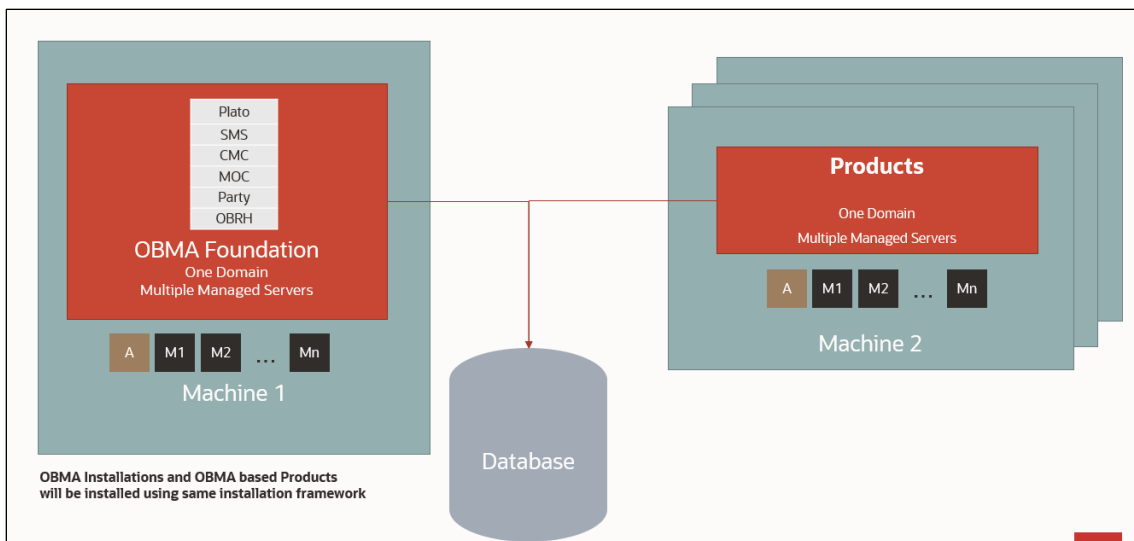 Plato
SMS
CMC
MOC
Party
OBRH
OBMA Foundation
One Domain
Multiple Managed Servers
A M1 M2 ... Mn
Machine 1
OBMA Installations and OBMA based Products
will be installed using same installation framework
Database
Products
One Domain
Multiple Managed Servers
A M1 M2 ... Mn
Machine 2